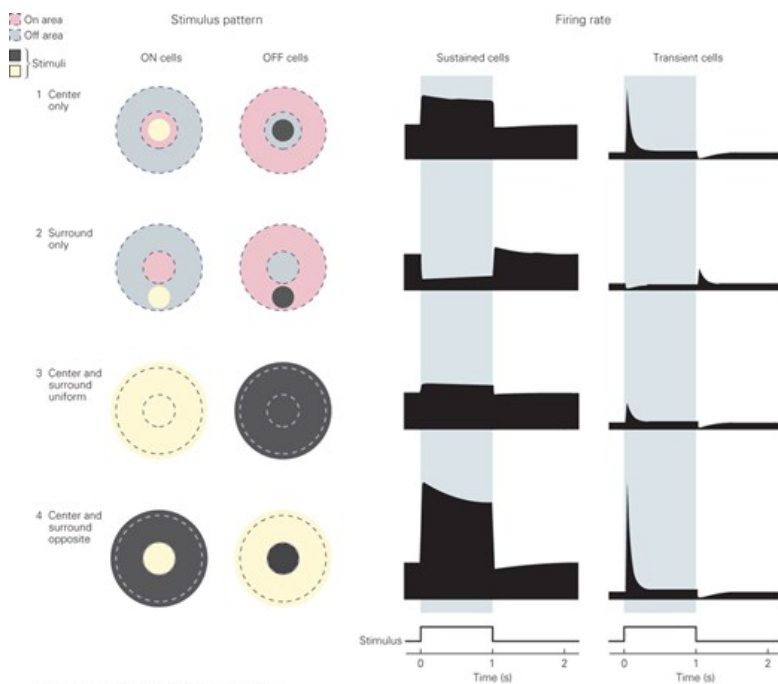 Stimulus pattern
Firing rate
On area
Off area
Stimuli
ON cells
OFF cells
Sustained cells
Transient cells
1 Center
only
2 Surround
only
3 Center and
surround
uniform
4 Center and
surround
opposite
Stimulus
0 1 2
Time (s)
0 1 2
Time (s)